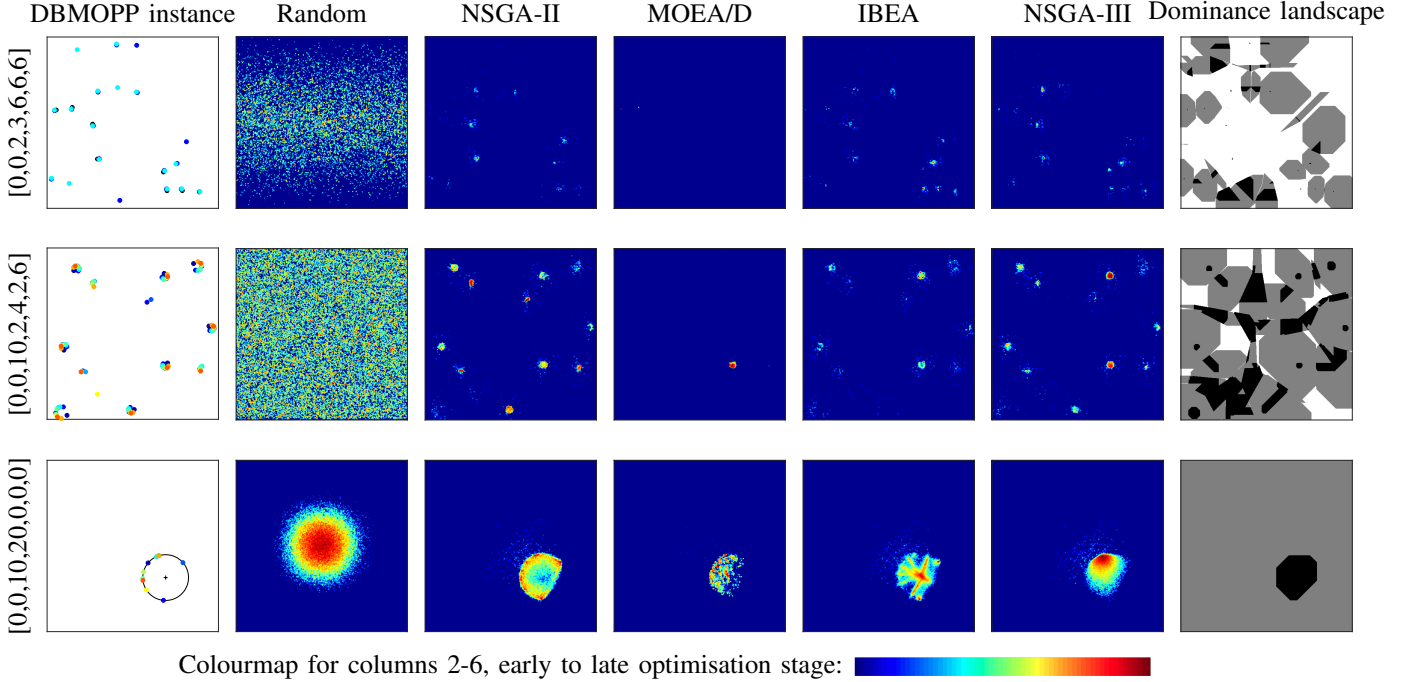 DBMOPP instance Random NSGA-II MOEA/D IBEA NSGA-III Dominance landscape
[0,0,2,3,6,6,6]
[0,0,10,2,4,2,6]
[0,0,10,20,0,0,0]
Colourmap for columns 2-6, early to late optimisation stage: